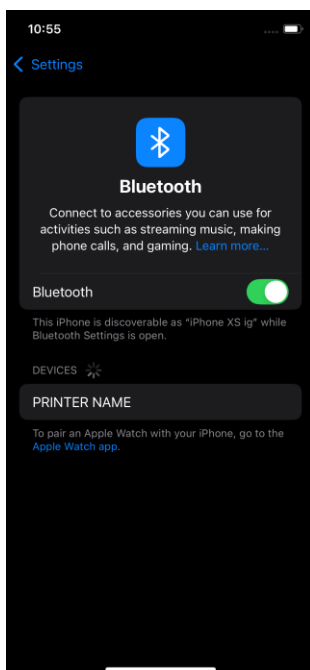 10:55
Settings
Bluetooth
Connect to accessories you can use for
activities such as streaming music, making
phone calls, and gaming. Learn more...
Bluetooth
This iPhone is discoverable as "iPhone XS ig" while
Bluetooth Settings is open.
DEVICES
PRINTER NAME
To pair an Apple Watch with your iPhone, go to the
Apple Watch app.